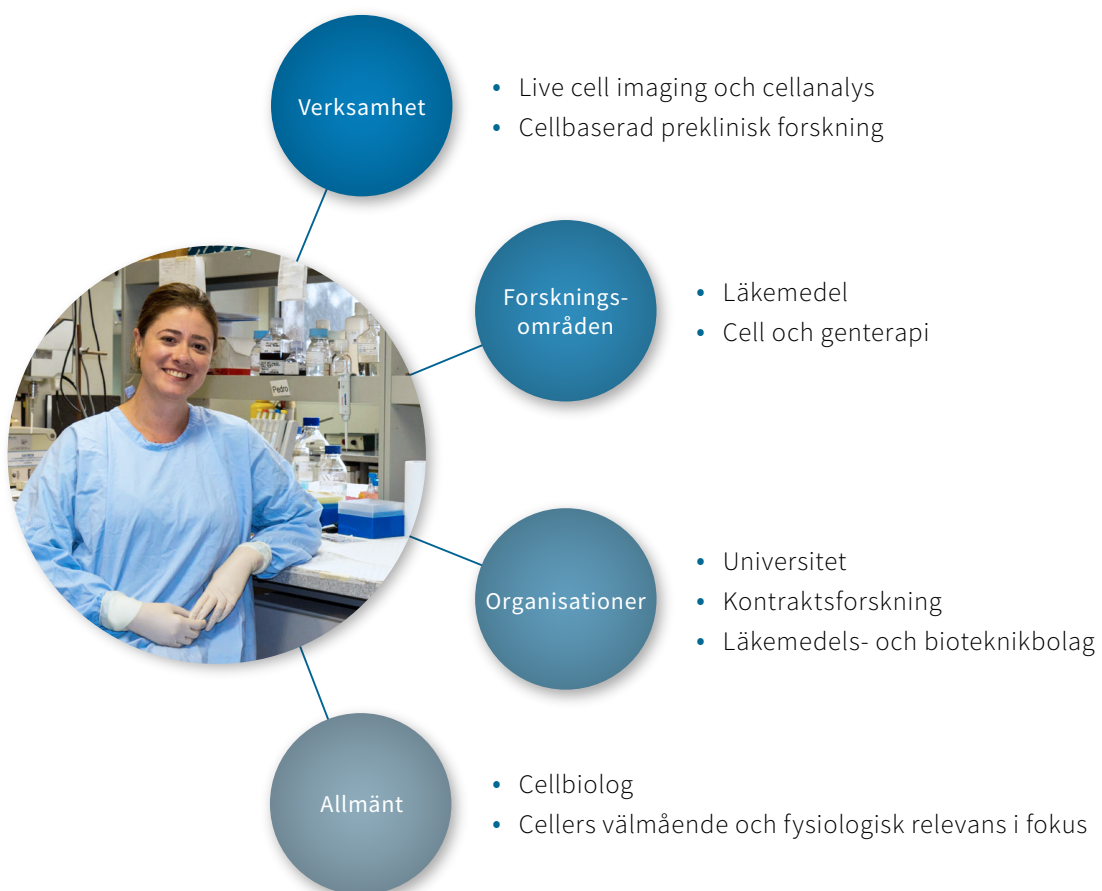 Verksamhet
• Live cell imaging och cellanalys
• Cellbaserad preklinisk forskning
Forsknings-
områden
• Läkemedel
• Cell och genterapi
Pedro
Organisationer
• Universitet
• Kontraktsforskning
• Läkemedels- och bioteknikbolag
Allmänt
• Cellbiolog
• Cellers välmående och fysiologisk relevans i fokus